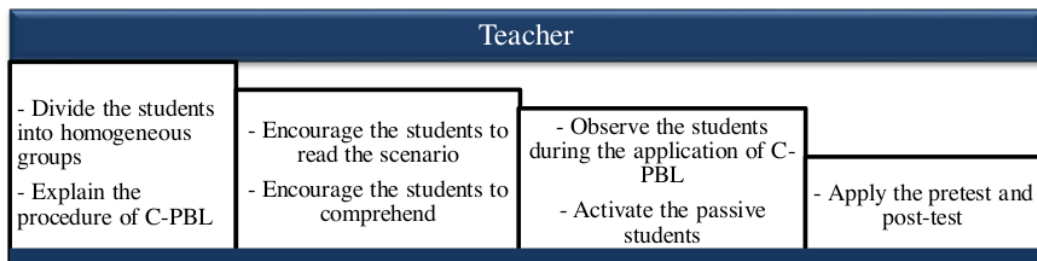 Teacher
- Divide the students
into homogeneous
groups
- Explain the
procedure of C-PBL
- Encourage the students to
read the scenario
- Encourage the students to
comprehend
- Observe the students
during the application of C-
PBL
- Activate the passive
students
- Apply the pretest and
post-test